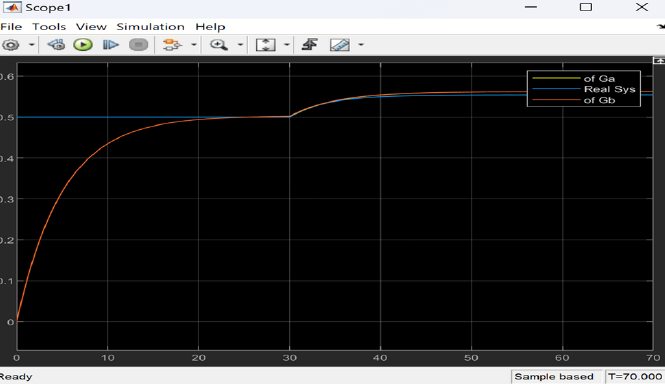 Scope1
File Tools View Simulation Help
of Ga
Real Sys
of Gb
0.6
0.5
0.4
0.3
0.2
0.1
0
0 10 20 30 40 50 60 70
Ready Sample based T=70.000